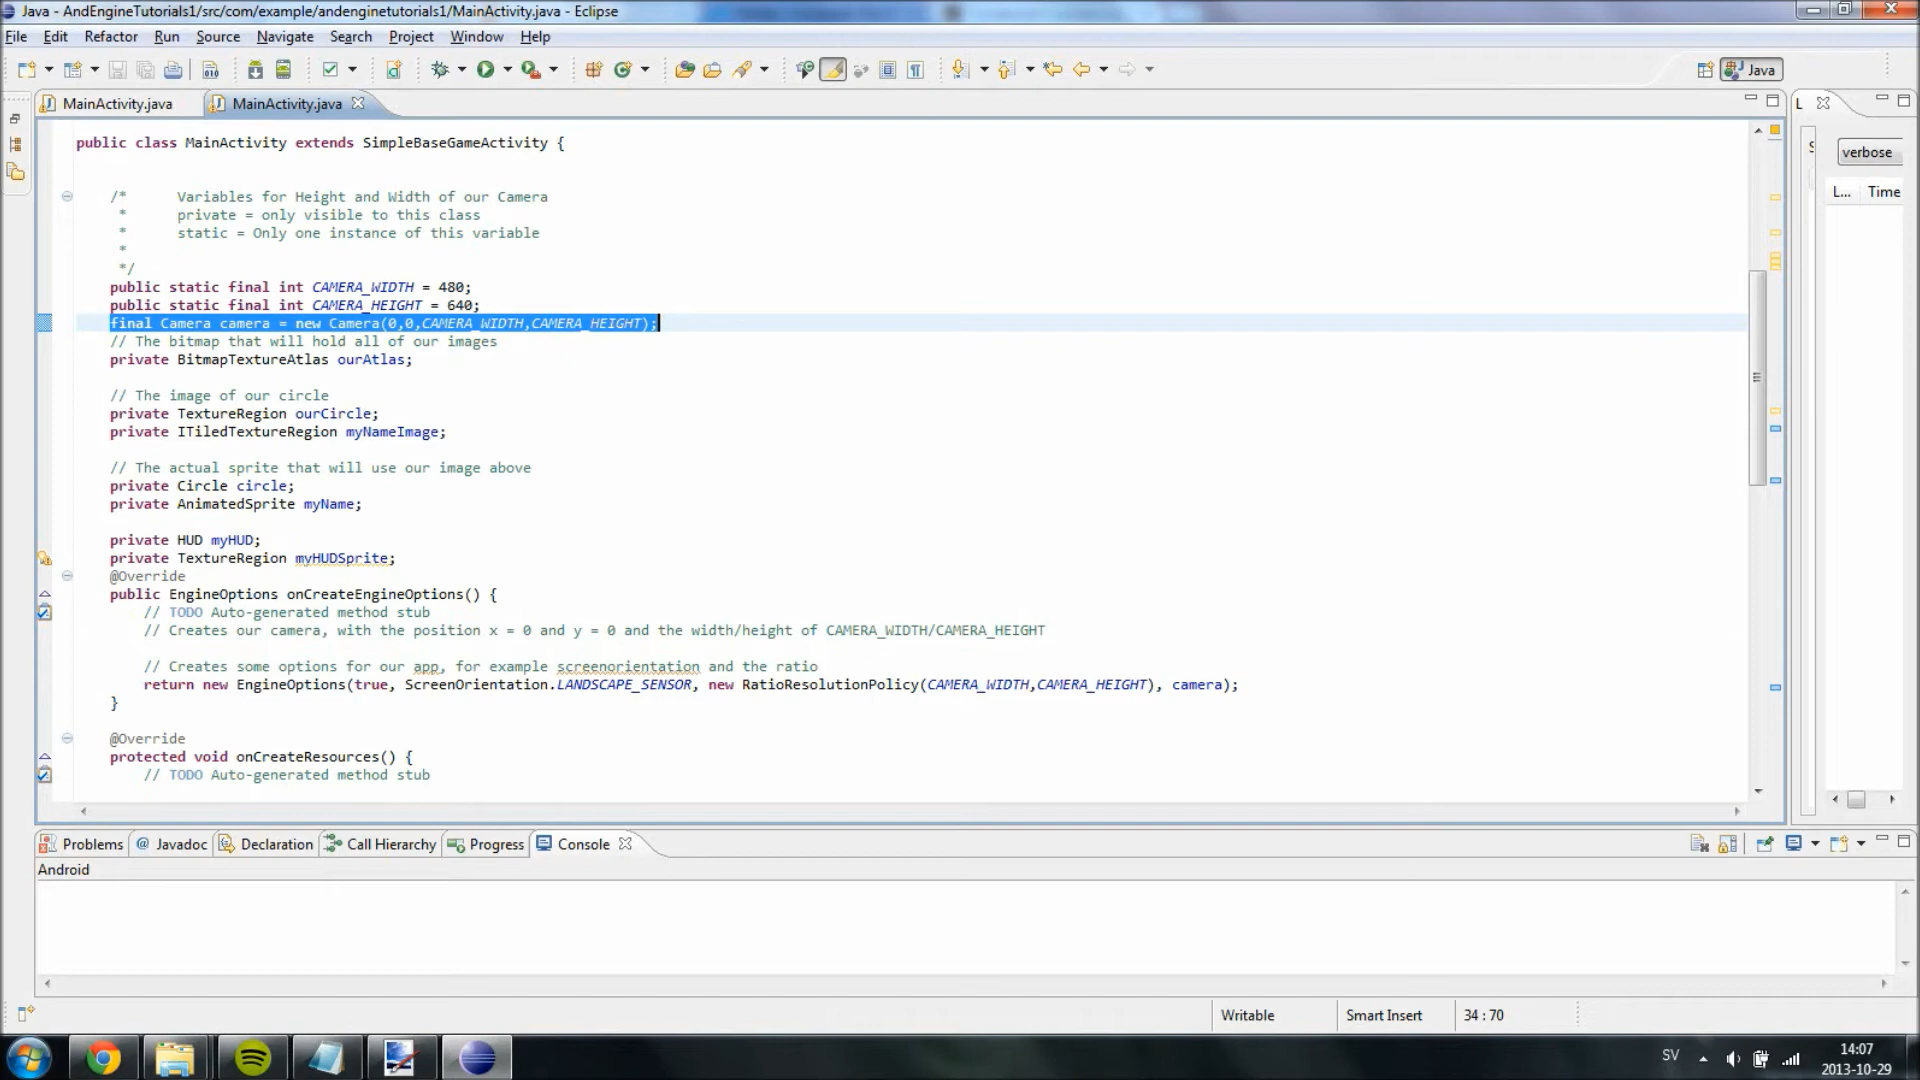 Java - AndEngineTutorials1/src/com/example/andenginetutorials1/MainActivity.java - Eclipse
File Edit Refactor Run Source Navigate Search Project Window Help
Java
MainActivity.java MainActivity.java L
public class MainActivity extends SimpleBaseGameActivity {
verbose
L... Time
/* Variables for Height and Width of our Camera
* private = only visible to this class
* static = Only one instance of this variable
*
*/
public static final int CAMERA_WIDTH = 480;
public static final int CAMERA_HEIGHT = 640;
final Camera camera = new Camera(0,0,CAMERA_WIDTH,CAMERA_HEIGHT);
// The bitmap that will hold all of our images
private BitmapTextureAtlas ourAtlas;
// The image of our circle
private TextureRegion ourCircle;
private ITiledTextureRegion myNameImage;
// The actual sprite that will use our image above
private Circle circle;
private AnimatedSprite myName;
private HUD myHUD;
private TextureRegion myHUDSprite;
@Override
public EngineOptions onCreateEngineOptions() {
// TODO Auto-generated method stub
// Creates our camera, with the position x = 0 and y = 0 and the width/height of CAMERA_WIDTH/CAMERA_HEIGHT
// Creates some options for our app, for example screenorientation and the ratio
return new EngineOptions(true, ScreenOrientation.LANDSCAPE_SENSOR, new RatioResolutionPolicy(CAMERA_WIDTH,CAMERA_HEIGHT), camera);
}
@Override
protected void onCreateResources() {
// TODO Auto-generated method stub
Problems @ Javadoc Declaration Call Hierarchy Progress Console
Android
Writable Smart Insert 34 : 70
SV 14:07
2013-10-29